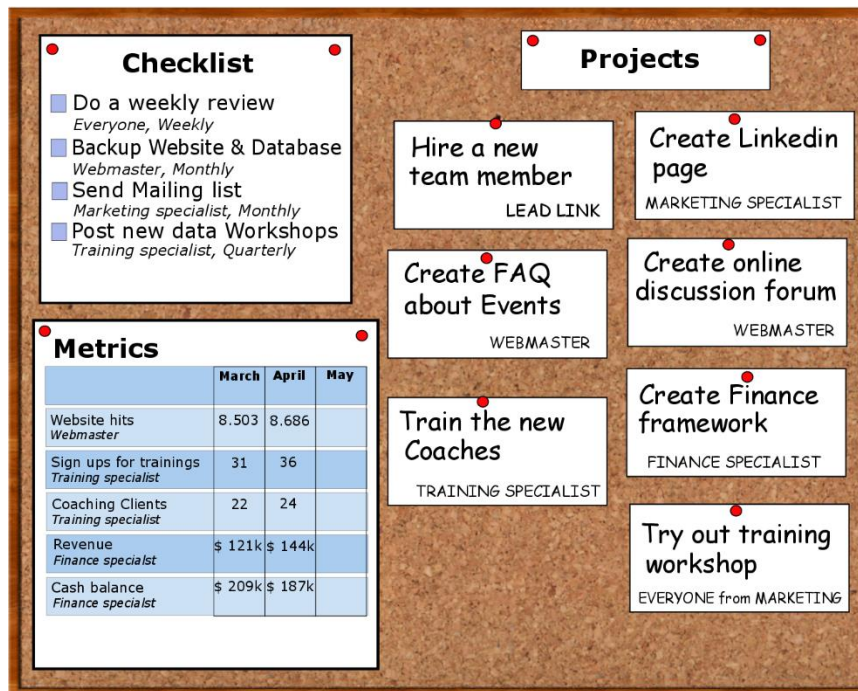 Checklist
Do a weekly review
Everyone, Weekly
Backup Website & Database
Webmaster, Monthly
Send Mailing list
Marketing specialist, Monthly
Post new data Workshops
Training specialist, Quarterly
Metrics
March April May
Website hits 8.503 8.686
Webmaster
Sign ups for trainings 31 36
Training specialist
Coaching Clients 22 24
Training specialist
Revenue $ 121k $ 144k
Finance specialst
Cash balance $ 209k $ 187k
Finance specialst
Projects
Hire a new
team member
LEAD LINK
Create Linkedin
page
MARKETING SPECIALIST
Create FAQ
about Events
WEBMASTER
Create online
discussion forum
WEBMASTER
Train the new
Coaches
TRAINING SPECIALIST
Create Finance
framework
FINANCE SPECIALIST
Try out training
workshop
EVERYONE from MARKETING